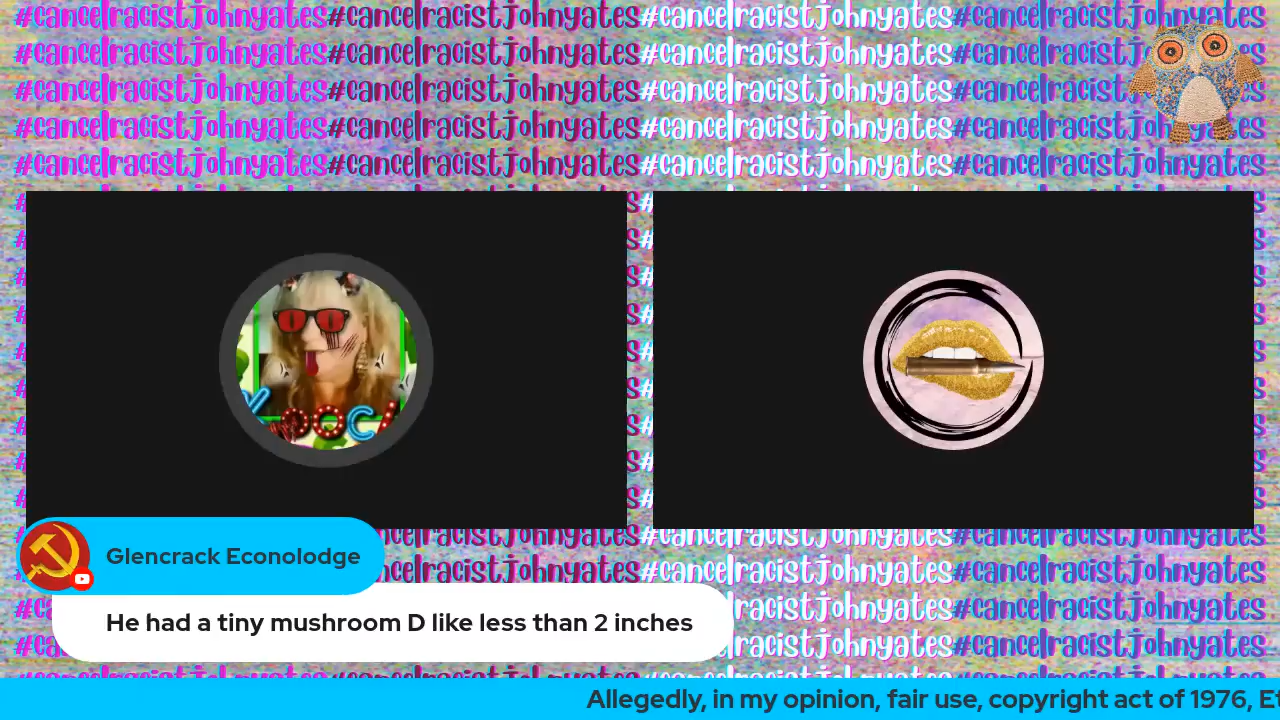 #cancelracistjohnyates#cancelracistjohnyates#cancelracistjohnyates#cancelracistjohnyates
#cancelracistjohnyates#cancelracistjohnyates#cancelracistjohnyates#cancelracistjohnyates
#cancelracistjohnyates#cancelracistjohnyates#cancelracistjohnyates#cancelracistjohnyates
#cancelracistjohnyates#cancelracistjohnyates#cancelracistjohnyates#cancelracistjohnyates
#cancelracistjohnyates#cancelracistjohnyates#cancelracistjohnyates#cancelracistjohnyates
Glencrack Econolodge
He had a tiny mushroom D like less than 2 inches
Allegedly, in my opinion, fair use, copyright act of 1976,